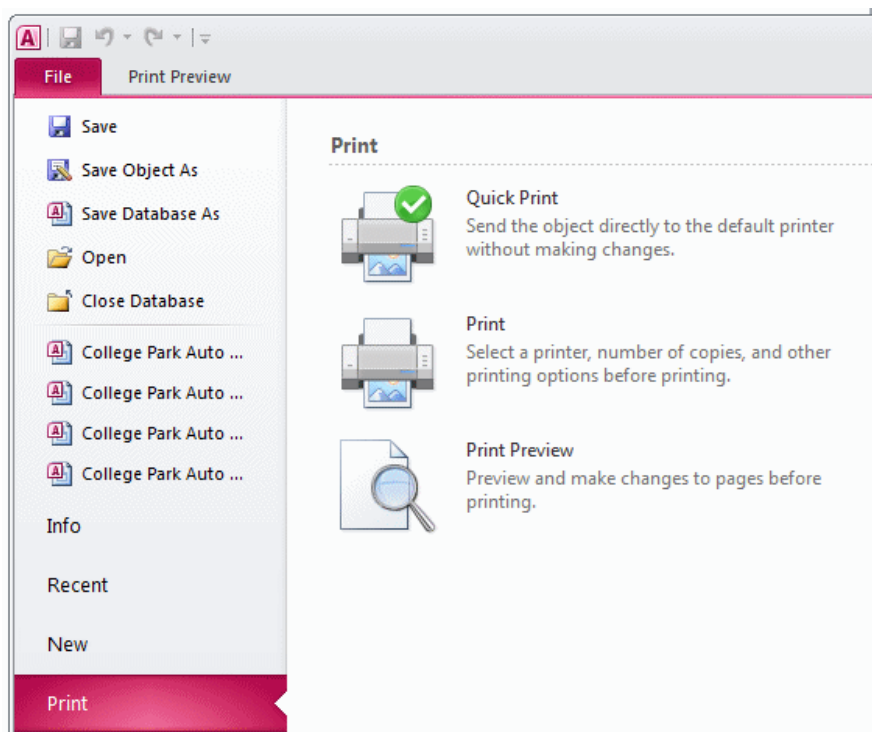 A
File Print Preview
Save
Save Object As
Save Database As
Open
Close Database
College Park Auto ...
College Park Auto ...
College Park Auto ...
College Park Auto ...
Info
Recent
New
Print
Print
Quick Print
Send the object directly to the default printer
without making changes.
Print
Select a printer, number of copies, and other
printing options before printing.
Print Preview
Preview and make changes to pages before
printing.